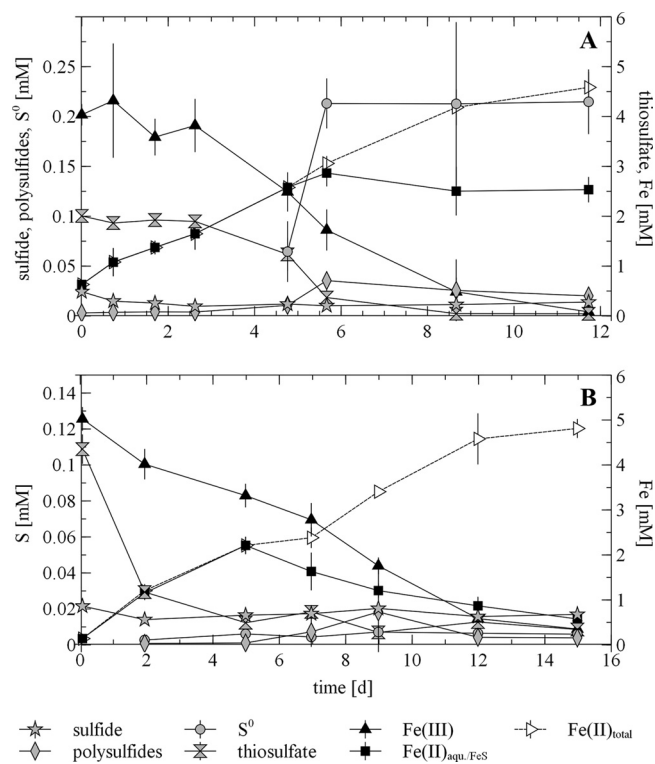 A
sulfide, polysulfides, S⁰ [mM]
0.25
0.2
0.15
0.1
0.05
0
6
5
4
3
2
1
0
thiosulfate, Fe [mM]
0 2 4 6 8 10 12
B
S [mM]
0.14
0.12
0.1
0.08
0.06
0.04
0.02
0
6
5
4
3
2
1
0
Fe [mM]
0 2 4 6 8 10 12 14 16
time [d]
sulfide S⁰ Fe(III) Fe(II)total
polysulfides thiosulfate Fe(II)aqu./FeS